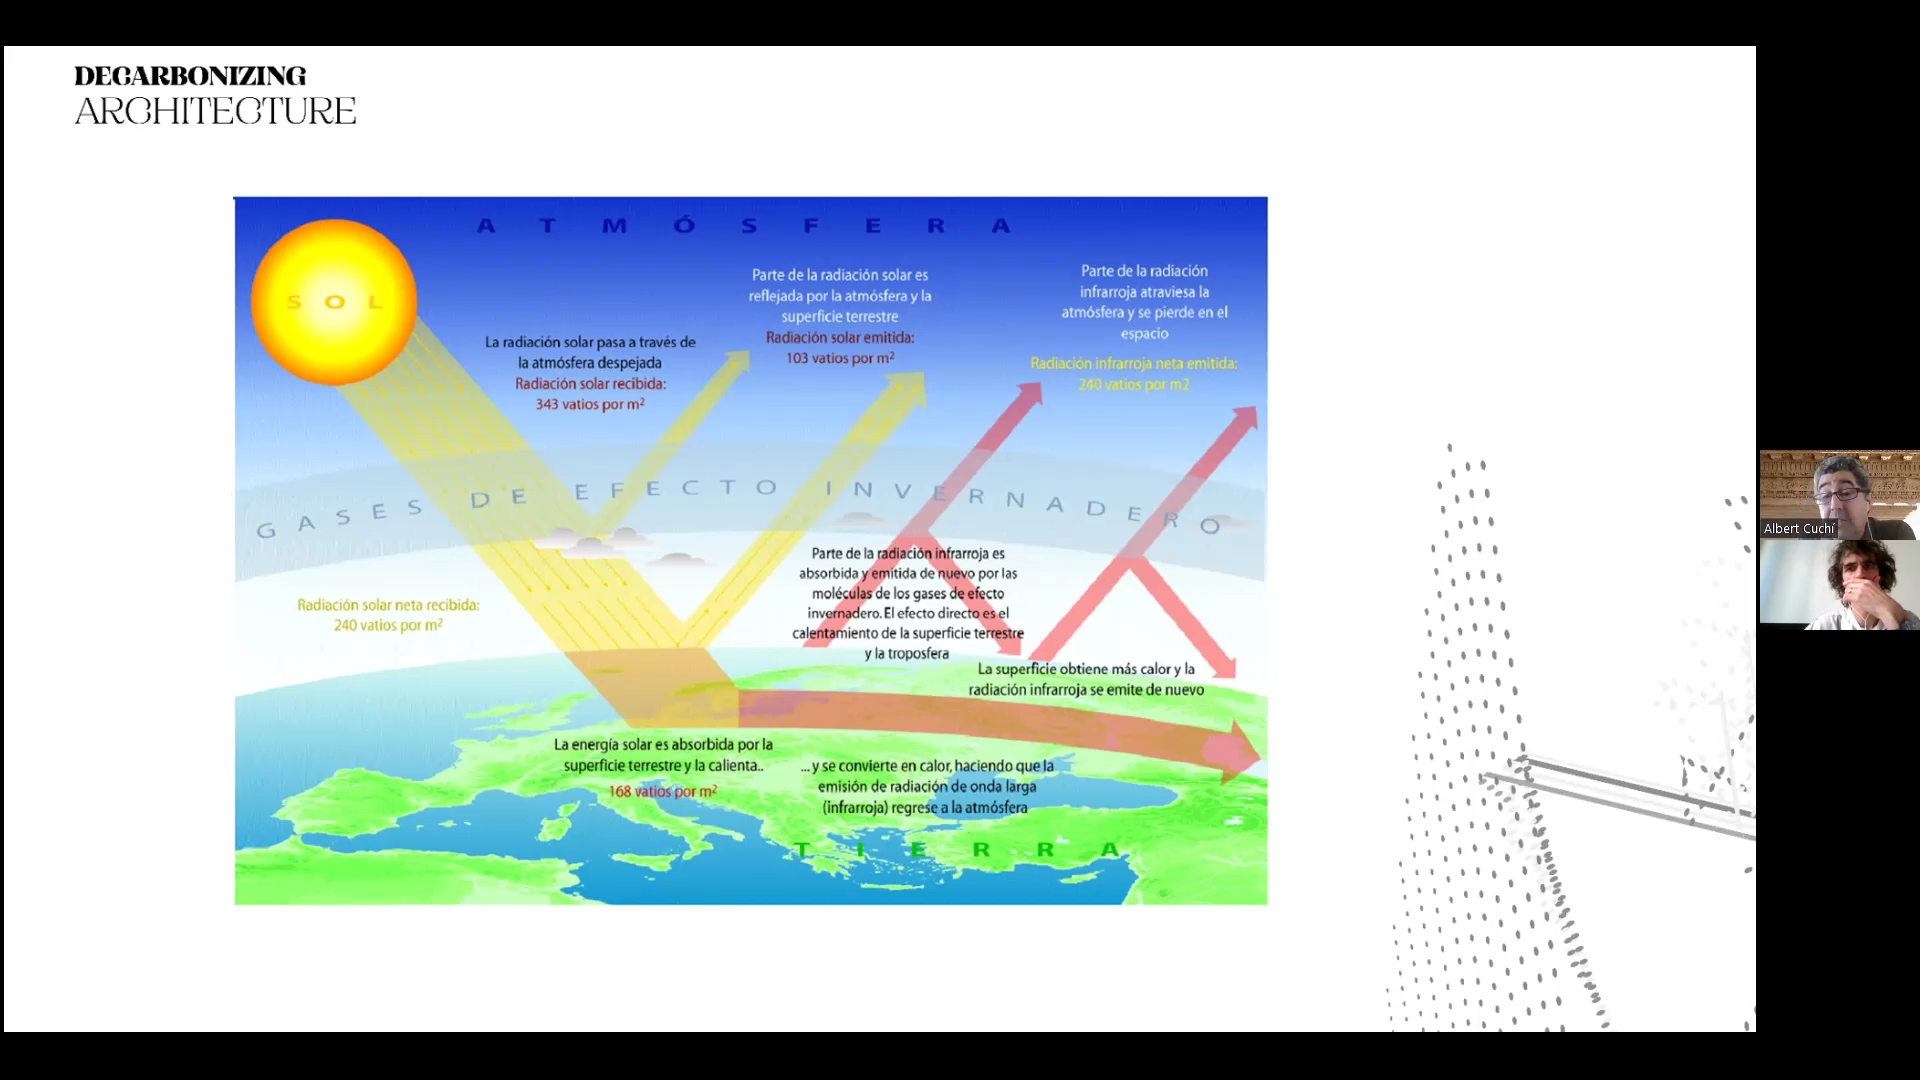 DECARBONIZING
ARCHITECTURE
ATMÓSFERA
SOL
La radiación solar pasa a través de
la atmósfera despejada
Radiación solar recibida:
343 vatios por m²
Parte de la radiación solar es
reflejada por la atmósfera y la
superficie terrestre
Radiación solar emitida:
103 vatios por m²
Parte de la radiación
infrarroja atraviesa la
atmósfera y se pierde en el
espacio
Radiación infrarroja neta emitida:
240 vatios por m2
GASES DE EFECTO INVERNADERO
Radiación solar neta recibida:
240 vatios por m²
Parte de la radiación infrarroja es
absorbida y emitida de nuevo por las
moléculas de los gases de efecto
invernadero. El efecto directo es el
calentamiento de la superficie terrestre
y la troposfera
La superficie obtiene más calor y la
radiación infrarroja se emite de nuevo
La energía solar es absorbida por la
superficie terrestre y la calienta..
168 vatios por m²
...y se convierte en calor, haciendo que la
emisión de radiación de onda larga
(infrarroja) regrese a la atmósfera
TIERRA
Albert Cuchí